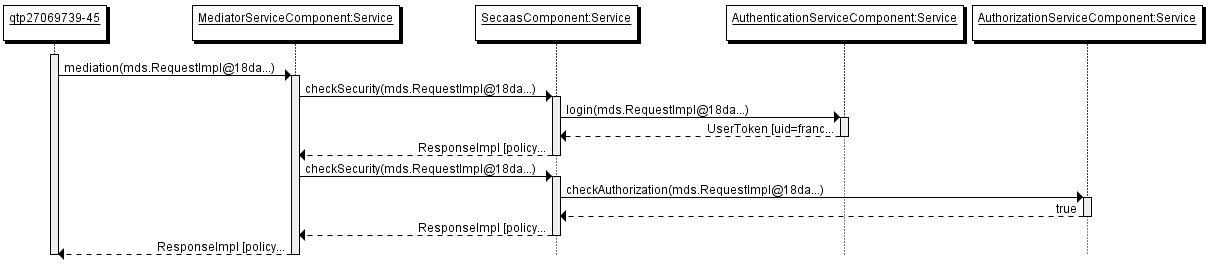 qtp27069739-45
MediatorServiceComponent:Service
SecaasComponent:Service
AuthenticationServiceComponent:Service
AuthorizationServiceComponent:Service
mediation(mds.RequestImpl@18da...)
checkSecurity(mds.RequestImpl@18da...)
login(mds.RequestImpl@18da...)
UserToken [uid=franc...
ResponseImpl [policy...
checkSecurity(mds.RequestImpl@18da...)
checkAuthorization(mds.RequestImpl@18da...)
true
ResponseImpl [policy...
ResponseImpl [policy...